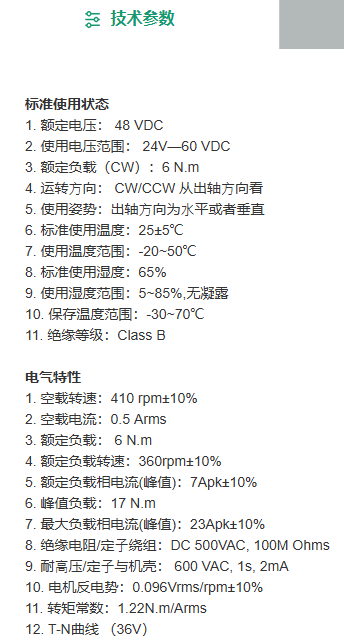 技术参数
标准使用状态
1. 额定电压： 48 VDC
2. 使用电压范围： 24V—60 VDC
3. 额定负载（CW）：6 N.m
4. 运转方向： CW/CCW 从出轴方向看
5. 使用姿势：出轴方向为水平或者垂直
6. 标准使用温度：25±5℃
7. 使用温度范围：-20~50℃
8. 标准使用湿度：65%
9. 使用湿度范围：5~85%,无凝露
10. 保存温度范围：-30~70℃
11. 绝缘等级：Class B
电气特性
1. 空载转速：410 rpm±10%
2. 空载电流：0.5 Arms
3. 额定负载： 6 N.m
4. 额定负载转速：360rpm±10%
5. 额定负载相电流(峰值)：7Apk±10%
6. 峰值负载：17 N.m
7. 最大负载相电流(峰值)：23Apk±10%
8. 绝缘电阻/定子绕组：DC 500VAC, 100M Ohms
9. 耐高压/定子与机壳： 600 VAC, 1s, 2mA
10. 电机反电势：0.096Vrms/rpm±10%
11. 转矩常数：1.22N.m/Arms
12. T-N曲线 （36V）